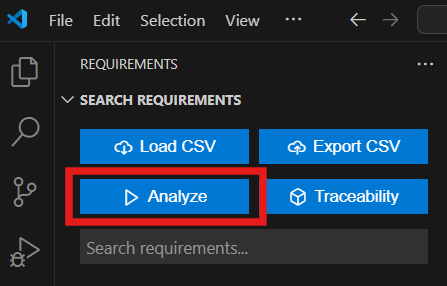 File Edit Selection View ...
REQUIREMENTS ...
SEARCH REQUIREMENTS
Load CSV Export CSV
Analyze Traceability
Search requirements...